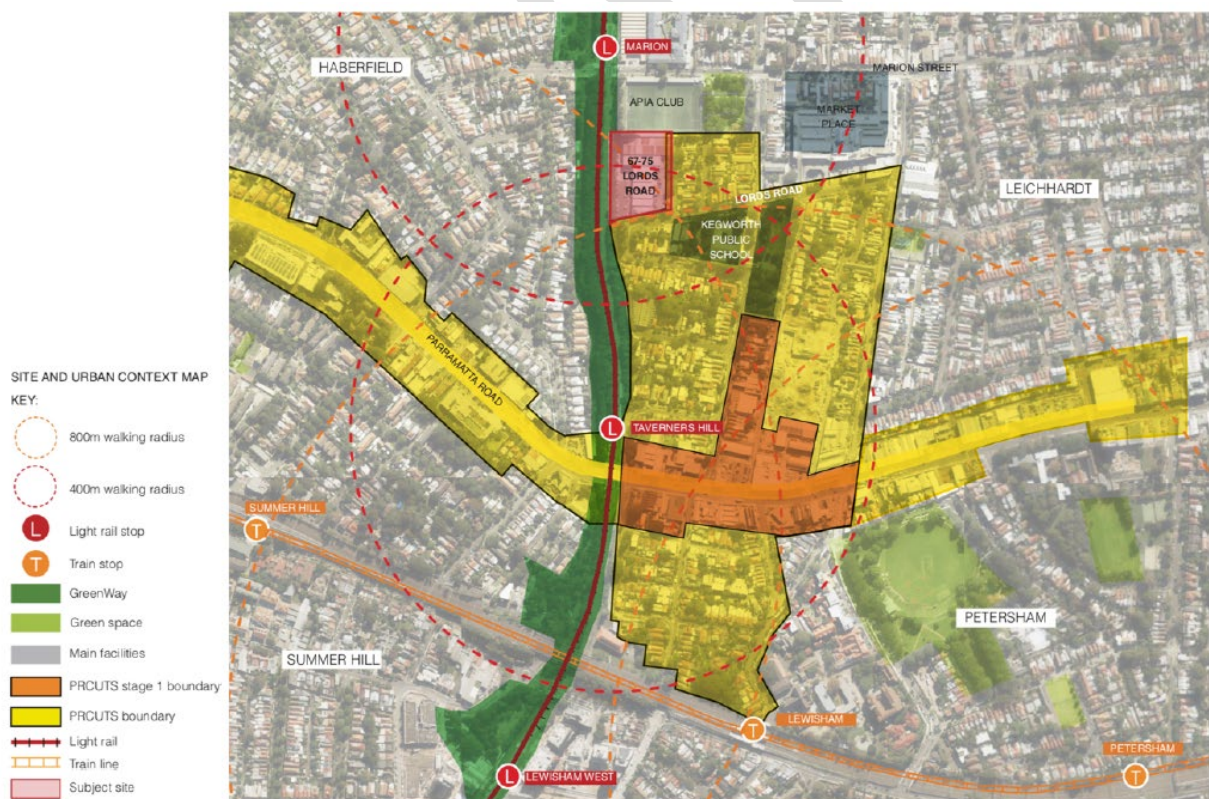 MARION
HABERFIELD
MARION STREET
APIA CLUB
MARKET
PLACE
67-75
LORDS
ROAD
LORDS ROAD
LEICHHARDT
KEGWORTH
PUBLIC
SCHOOL
PARRAMATTA ROAD
TAVERNERS HILL
SUMMER HILL
PETERSHAM
SUMMER HILL
LEWISHAM
PETERSHAM
LEWISHAM WEST
L
L
L
T
T
T
SITE AND URBAN CONTEXT MAP
KEY:
800m walking radius
400m walking radius
L Light rail stop
T Train stop
GreenWay
Green space
Main facilities
PRCUTS stage 1 boundary
PRCUTS boundary
Light rail
Train line
Subject site